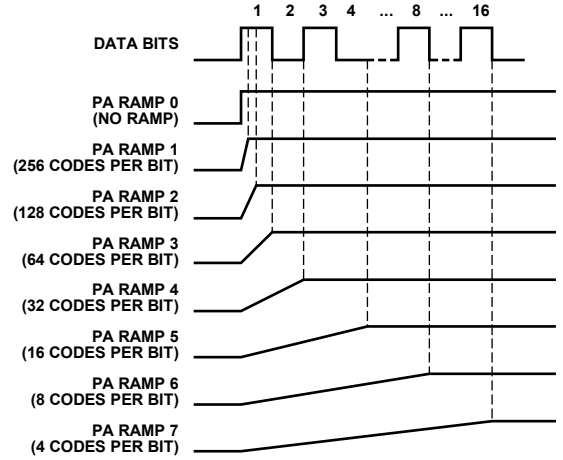 1 2 3 4 ... 8 ... 16
DATA BITS
PA RAMP 0
(NO RAMP)
PA RAMP 1
(256 CODES PER BIT)
PA RAMP 2
(128 CODES PER BIT)
PA RAMP 3
(64 CODES PER BIT)
PA RAMP 4
(32 CODES PER BIT)
PA RAMP 5
(16 CODES PER BIT)
PA RAMP 6
(8 CODES PER BIT)
PA RAMP 7
(4 CODES PER BIT)